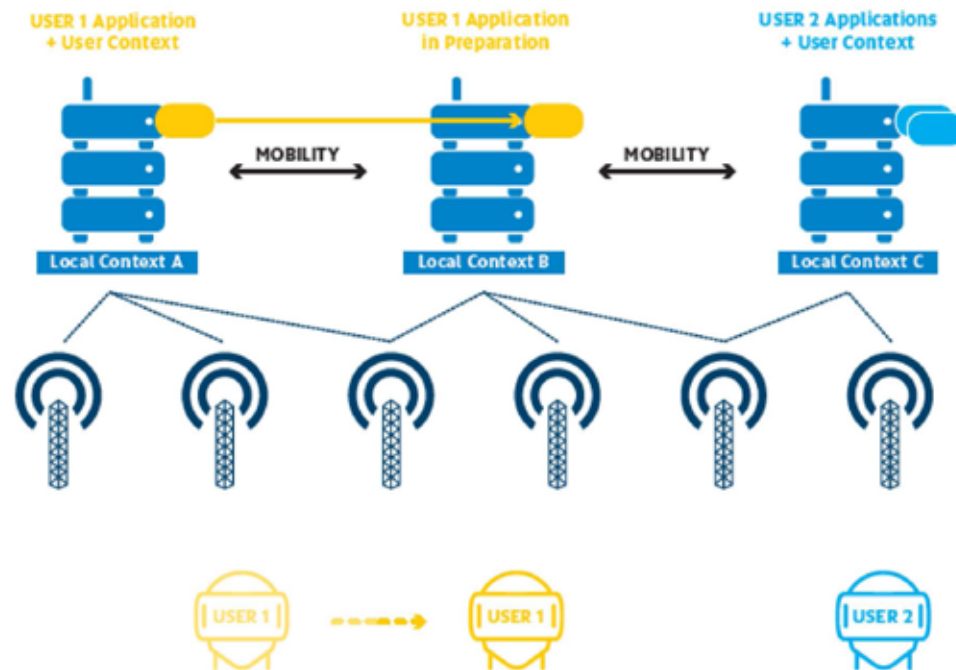 USER 1 Application
+ User Context
USER 1 Application
in Preparation
USER 2 Applications
+ User Context
MOBILITY
MOBILITY
Local Context A
Local Context B
Local Context C
USER 1
USER 1
USER 2